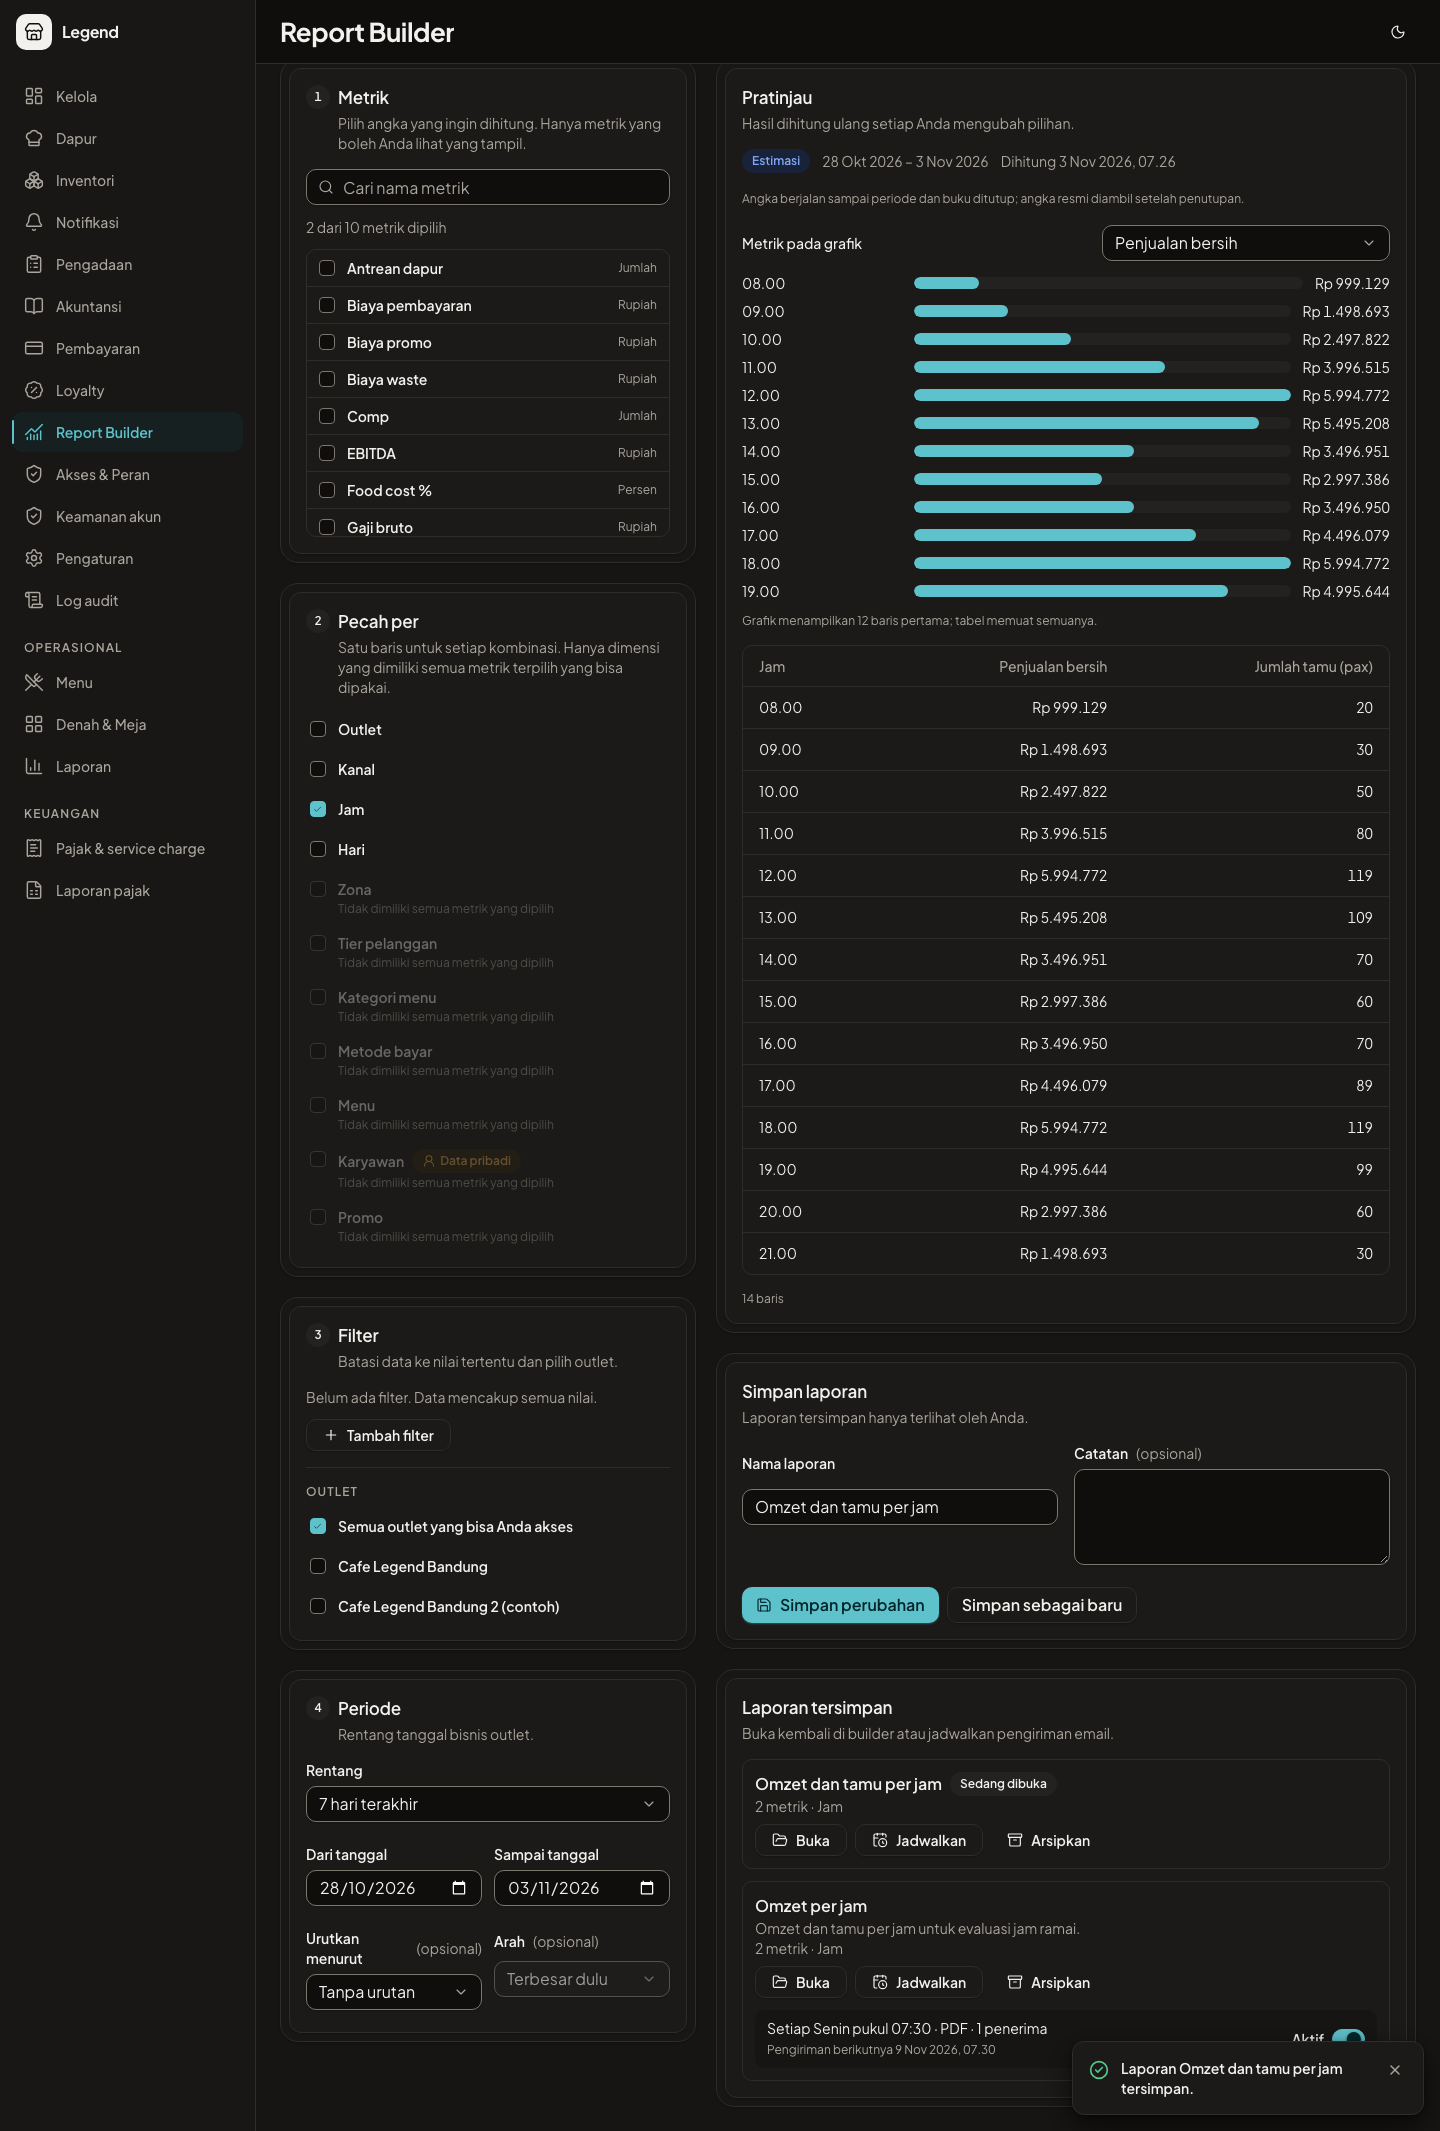 Legend
Report Builder
Kelola
Dapur
Inventori
Notifikasi
Pengadaan
Akuntansi
Pembayaran
Loyalty
Report Builder
Akses & Peran
Keamanan akun
Pengaturan
Log audit
OPERASIONAL
Menu
Denah & Meja
Laporan
KEUANGAN
Pajak & service charge
Laporan pajak
1 Metrik
Pilih angka yang ingin dihitung. Hanya metrik yang
boleh Anda lihat yang tampil.
Cari nama metrik
2 dari 10 metrik dipilih
Antrean dapur Jumlah
Biaya pembayaran Rupiah
Biaya promo Rupiah
Biaya waste Rupiah
Comp Jumlah
EBITDA Rupiah
Food cost % Persen
Gaji bruto Rupiah
2 Pecah per
Satu baris untuk setiap kombinasi. Hanya dimensi
yang dimiliki semua metrik terpilih yang bisa
dipakai.
Outlet
Kanal
Jam
Hari
Zona
Tidak dimiliki semua metrik yang dipilih
Tier pelanggan
Tidak dimiliki semua metrik yang dipilih
Kategori menu
Tidak dimiliki semua metrik yang dipilih
Metode bayar
Tidak dimiliki semua metrik yang dipilih
Menu
Tidak dimiliki semua metrik yang dipilih
Karyawan Data pribadi
Tidak dimiliki semua metrik yang dipilih
Promo
Tidak dimiliki semua metrik yang dipilih
3 Filter
Batasi data ke nilai tertentu dan pilih outlet.
Belum ada filter. Data mencakup semua nilai.
Tambah filter
OUTLET
Semua outlet yang bisa Anda akses
Cafe Legend Bandung
Cafe Legend Bandung 2 (contoh)
4 Periode
Rentang tanggal bisnis outlet.
Rentang
7 hari terakhir
Dari tanggal Sampai tanggal
28/10/2026 03/11/2026
Urutkan
menurut (opsional) Arah (opsional)
Tanpa urutan Terbesar dulu
Pratinjau
Hasil dihitung ulang setiap Anda mengubah pilihan.
Estimasi 28 Okt 2026 – 3 Nov 2026 Dihitung 3 Nov 2026, 07.26
Angka berjalan sampai periode dan buku ditutup; angka resmi diambil setelah penutupan.
Metrik pada grafik Penjualan bersih
08.00 Rp 999.129
09.00 Rp 1.498.693
10.00 Rp 2.497.822
11.00 Rp 3.996.515
12.00 Rp 5.994.772
13.00 Rp 5.495.208
14.00 Rp 3.496.951
15.00 Rp 2.997.386
16.00 Rp 3.496.950
17.00 Rp 4.496.079
18.00 Rp 5.994.772
19.00 Rp 4.995.644
Grafik menampilkan 12 baris pertama; tabel memuat semuanya.
Jam Penjualan bersih Jumlah tamu (pax)
08.00 Rp 999.129 20
09.00 Rp 1.498.693 30
10.00 Rp 2.497.822 50
11.00 Rp 3.996.515 80
12.00 Rp 5.994.772 119
13.00 Rp 5.495.208 109
14.00 Rp 3.496.951 70
15.00 Rp 2.997.386 60
16.00 Rp 3.496.950 70
17.00 Rp 4.496.079 89
18.00 Rp 5.994.772 119
19.00 Rp 4.995.644 99
20.00 Rp 2.997.386 60
21.00 Rp 1.498.693 30
14 baris
Simpan laporan
Laporan tersimpan hanya terlihat oleh Anda.
Nama laporan Catatan (opsional)
Omzet dan tamu per jam
Simpan perubahan Simpan sebagai baru
Laporan tersimpan
Buka kembali di builder atau jadwalkan pengiriman email.
Omzet dan tamu per jam Sedang dibuka
2 metrik · Jam
Buka Jadwalkan Arsipkan
Omzet per jam
Omzet dan tamu per jam untuk evaluasi jam ramai.
2 metrik · Jam
Buka Jadwalkan Arsipkan
Setiap Senin pukul 07:30 · PDF · 1 penerima
Pengiriman berikutnya 9 Nov 2026, 07.30
Aktif
Laporan Omzet dan tamu per jam
tersimpan.